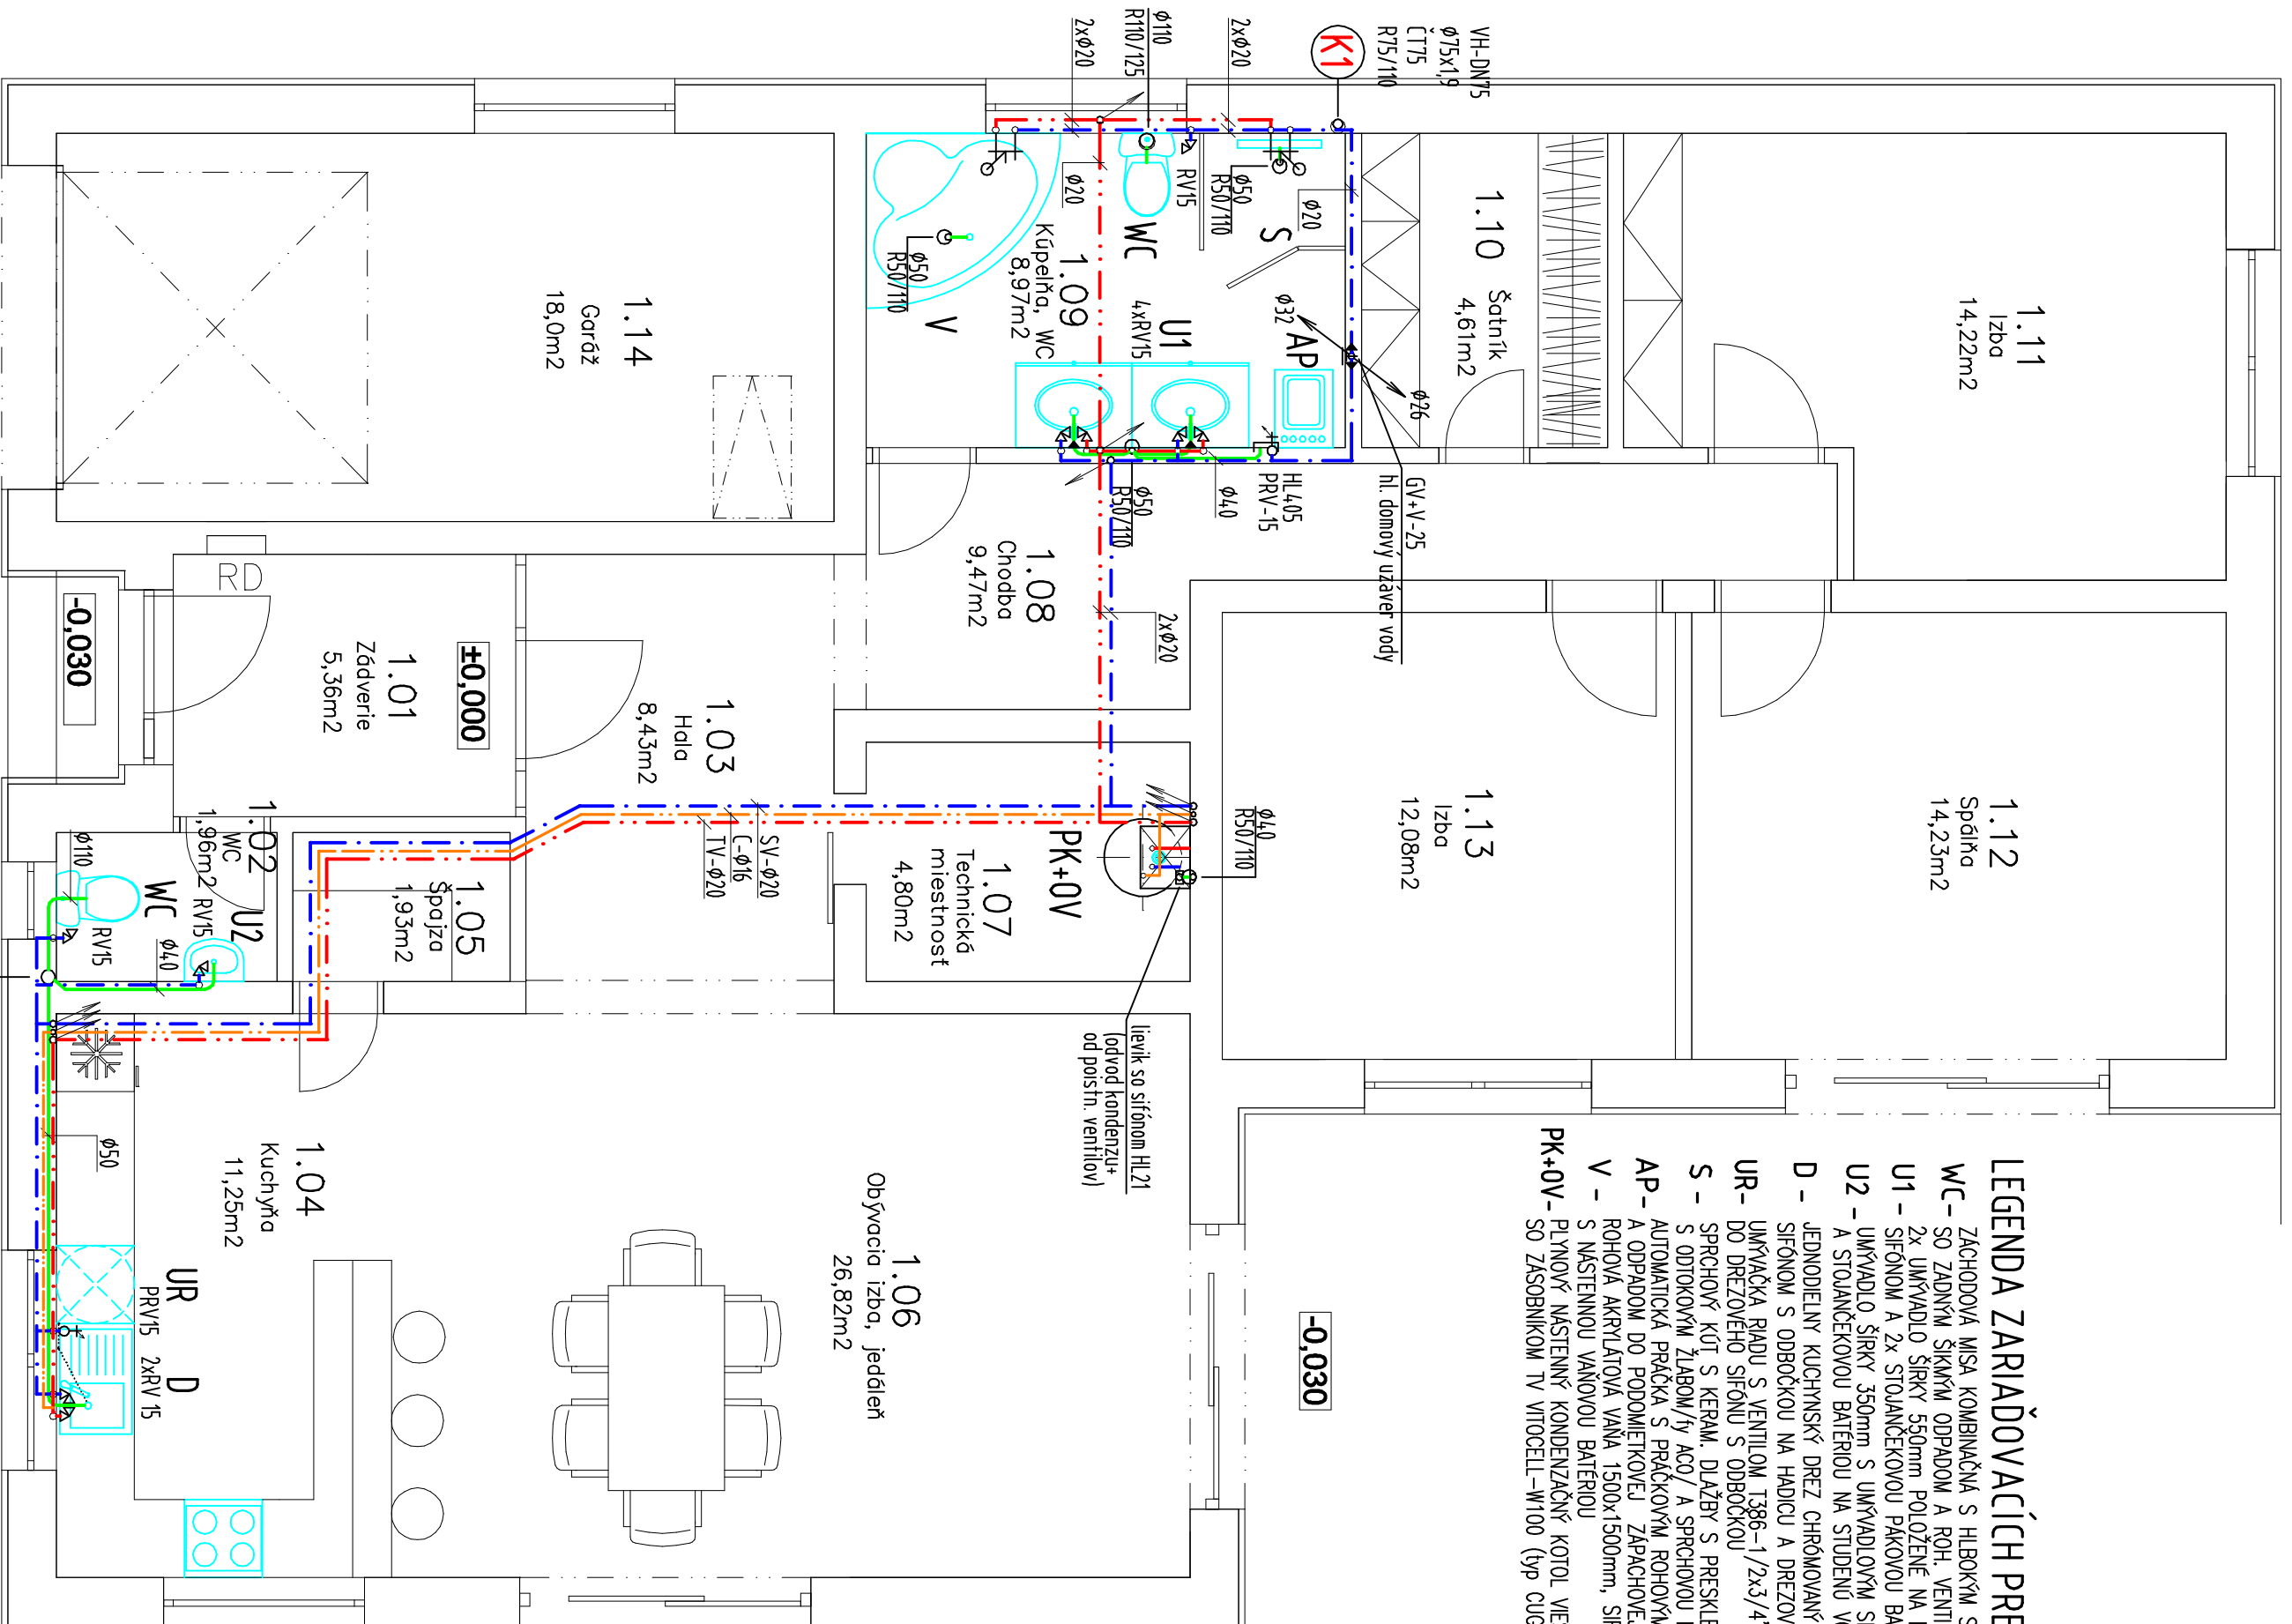 VH-DN75
ø75x1,9
ČT75
R75/110
K1
2xø20
ø110
R110/125
2xø20
ø20
RV15
ø50
R50/110
ø20
WC
S
ø50
R50/110
V
1.09
Kúpeľňa, WC
8,97m2
U1
4xRV15
ø32
AP
ø26
GV+V-25
hl. domový uzáver vody
HL405
PRV-15
ø40
ø50
R50/110
1.10
Šatník
4,61m2
1.11
Izba
14,22m2
1.14
Garáž
18,0m2
RD
-0,030
1.01
Zádverie
5,36m2
±0,000
1.03
Hala
8,43m2
1.08
Chodba
9,47m2
2xø20
1.12
Spálňa
14,23m2
1.13
Izba
12,08m2
ø40
R50/110
PK+OV
1.07
Technická
miestnosť
4,80m2
SV-ø20
C-ø16
TV-ø20
1.02
WC
1,96m2
ø110
WC
RV15
U2
RV15
ø40
1.05
Špajza
1,93m2
lievik so sifónom HL21
(odvod kondenzu+
od poistn. ventilov)
ø50
1.04
Kuchyňa
11,25m2
1.06
Obývacia izba, jedáleň
26,82m2
UR
PRV15
D
2xRV 15
-0,030
LEGENDA ZARIAĎOVACÍCH PRE
WC- ZÁCHODOVÁ MISA KOMBINAČNÁ S HLBOKÝM S
SO ZADNÝM ŠIKMÝM ODPADOM A ROH. VENTI
U1 - 2x UMÝVADLO ŠÍRKY 550mm POLOŽENÉ NA
SIFÓNOM A 2x STOJANČEKOVOU PÁKOVOU BA
U2 - UMÝVADLO ŠÍRKY 350mm S UMÝVADLOVÝM S
A STOJANČEKOVOU BATÉRIOU NA STUDENÚ V
D - JEDNODIELNY KUCHYNSKÝ DREZ CHRÓMOVANÝ
SIFÓNOM S ODBOČKOU NA HADICU A DREZOV
UR- UMÝVAČKA RIADU S VENTILOM T386-1/2x3/4"
DO DREZOVÉHO SIFÓNU S ODBOČKOU
S - SPRCHOVÝ KÚT S KERAM. DLAŽBY S PRESKLE
S ODTOKOVÝM ŽLABOM/fy ACO/ A SPRCHOVOU
AP- AUTOMATICKÁ PRÁČKA S PRÁČKOVÝM ROHOVÝM
A ODPADOM DO PODOMIETKOVEJ ZÁPACHOVEJ
V - ROHOVÁ AKRYLÁTOVÁ VAŇA 1500x1500mm, SIF
S NÁSTENNOU VAŇOVOU BATÉRIOU
PK+OV- PLYNOVÝ NÁSTENNÝ KONDENZAČNÝ KOTOL VIE
SO ZÁSOBNÍKOM TV VITOCELL-W100 (typ CUG